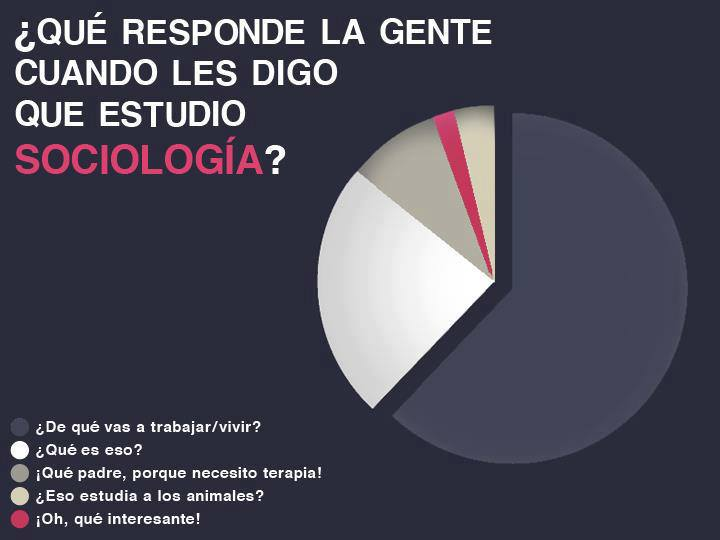 ¿QUÉ RESPONDE LA GENTE
CUANDO LES DIGO
QUE ESTUDIO
SOCIOLOGÍA?
¿De qué vas a trabajar/vivir?
¿Qué es eso?
¡Qué padre, porque necesito terapia!
¿Eso estudia a los animales?
¡Oh, qué interesante!